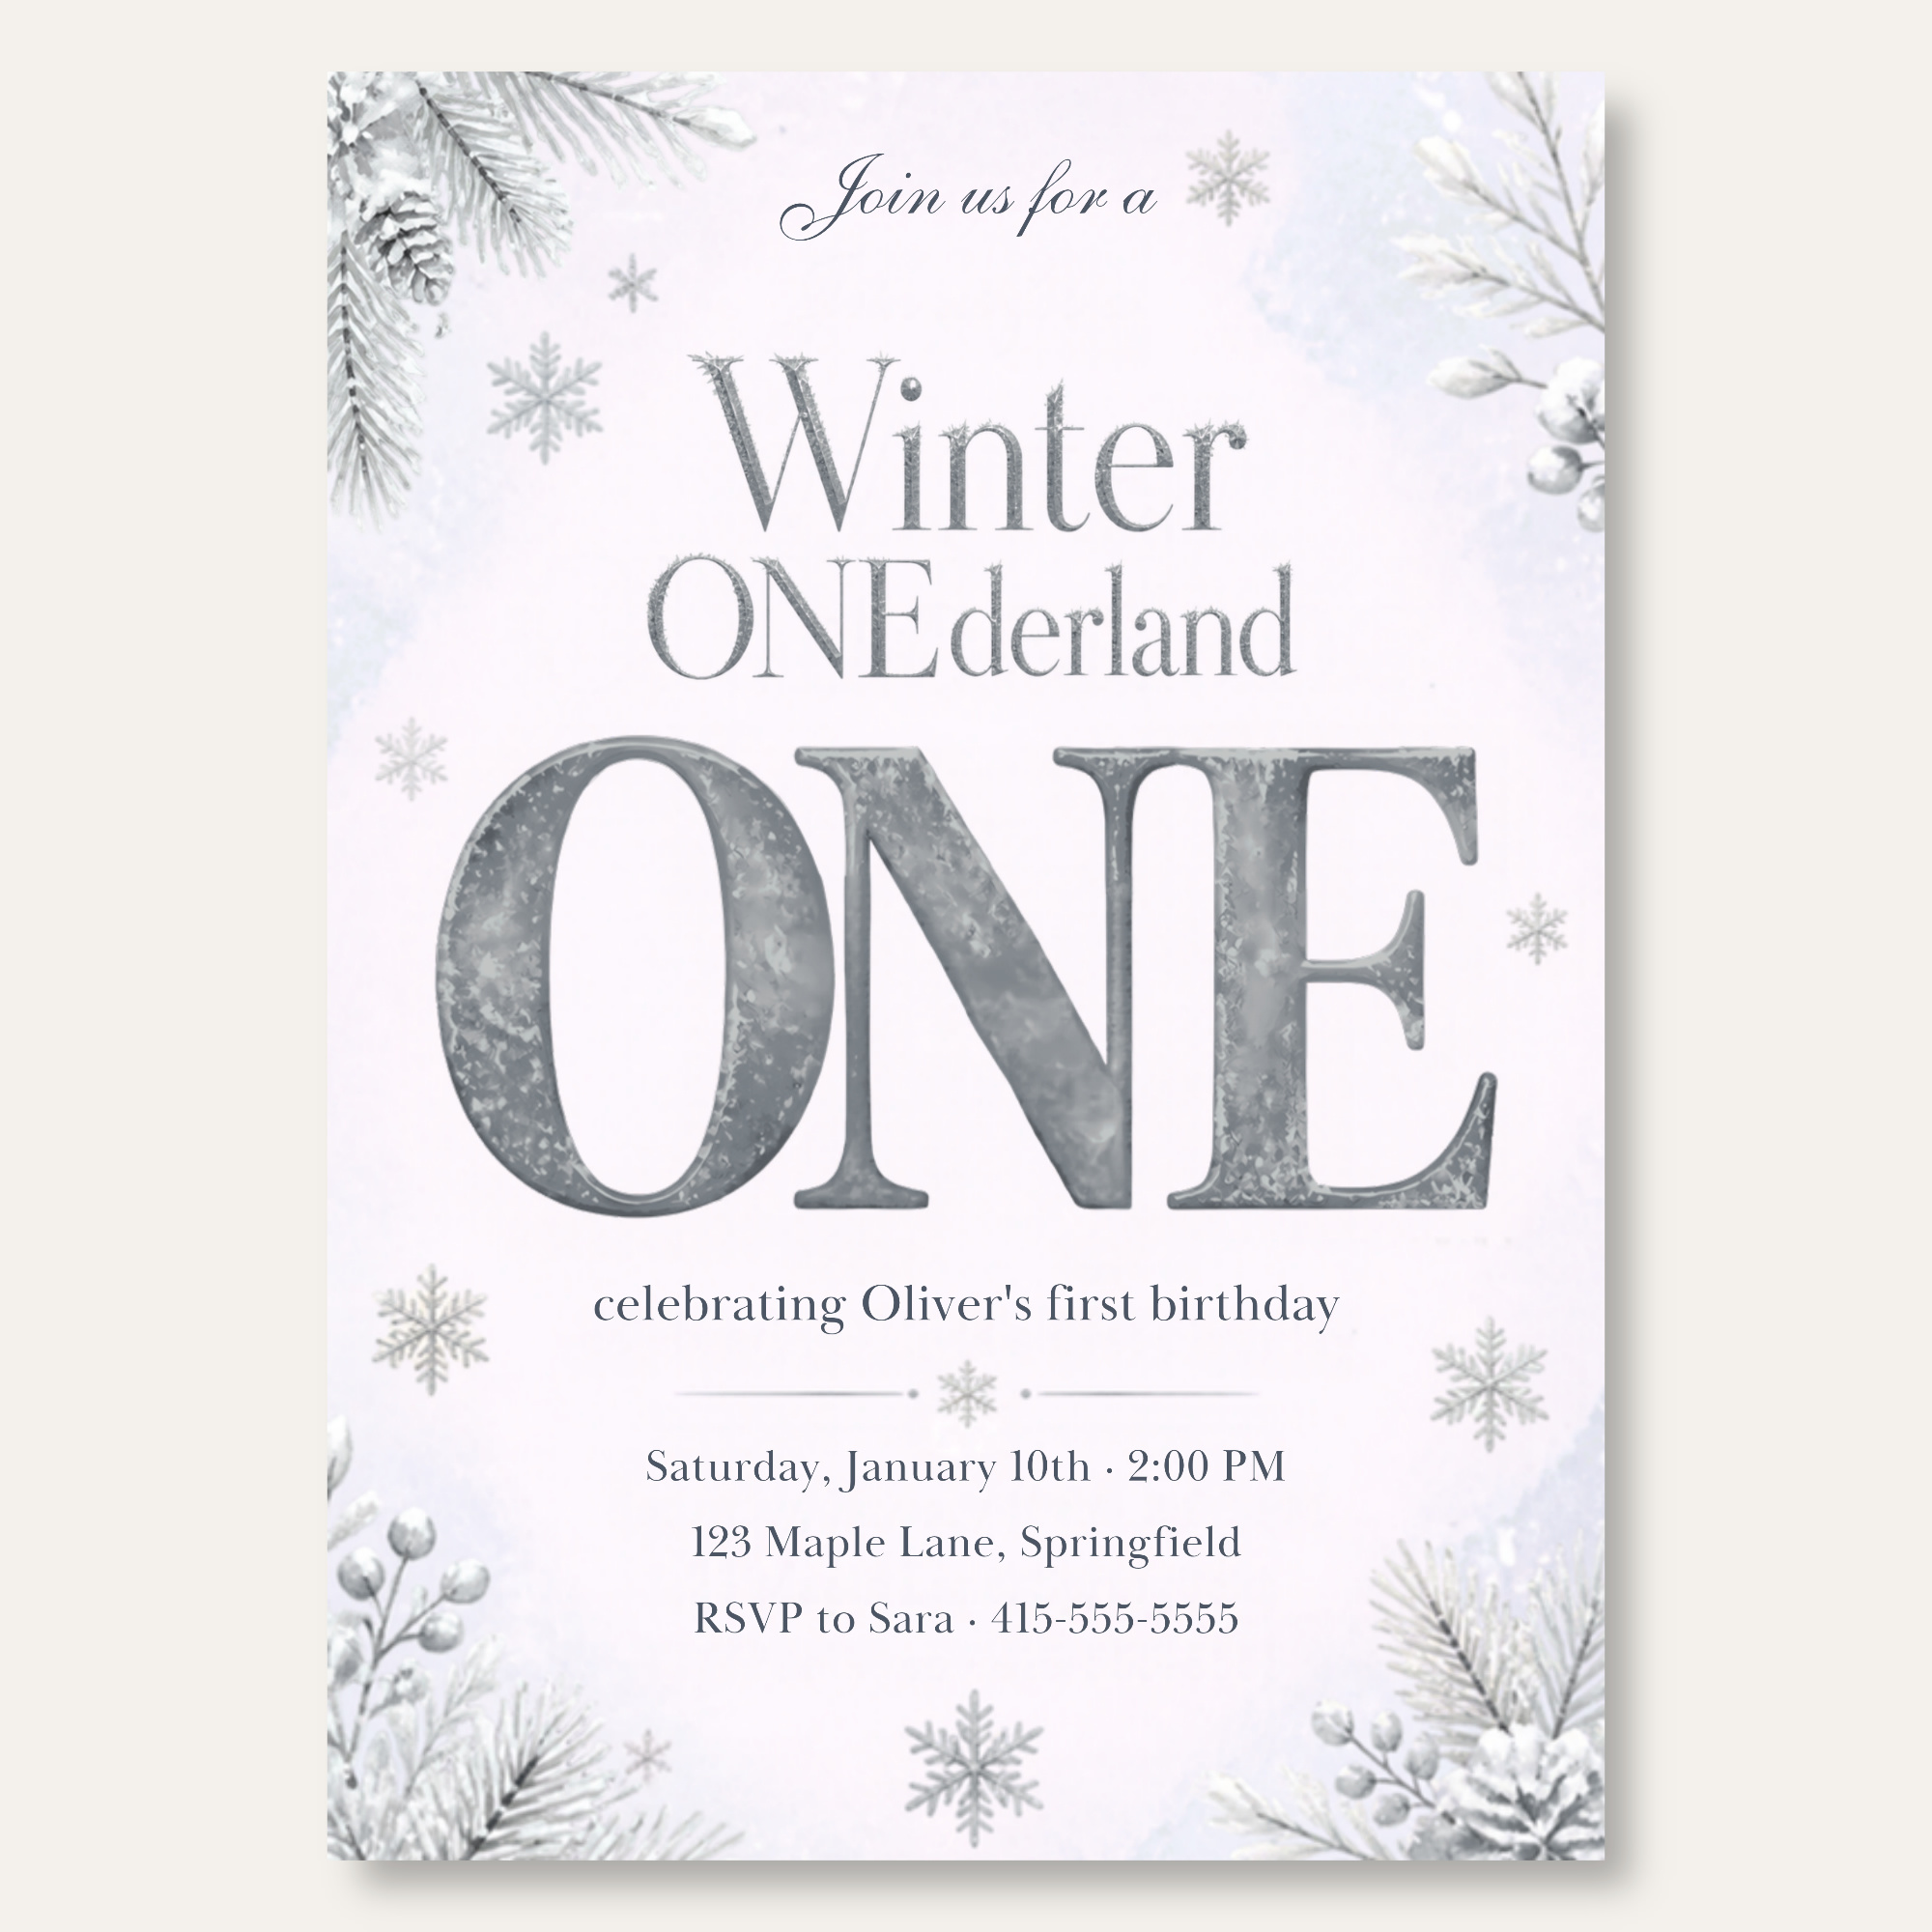 Join us for a
Winter
ONEderland
ONE
celebrating Oliver's first birthday
Saturday, January 10th · 2:00 PM
123 Maple Lane, Springfield
RSVP to Sara · 415-555-5555